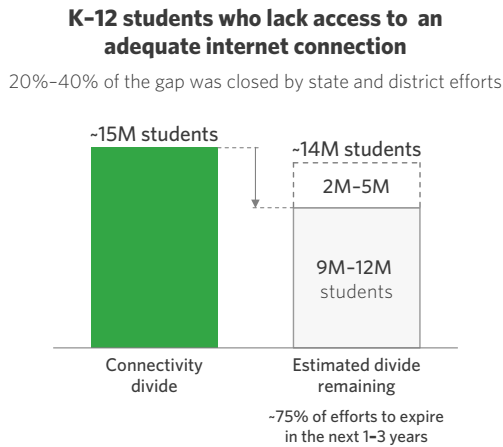 K–12 students who lack access to an
adequate internet connection
20%–40% of the gap was closed by state and district efforts
~15M students
~14M students
2M–5M
9M–12M
students
Connectivity
divide
Estimated divide
remaining
~75% of efforts to expire
in the next 1–3 years